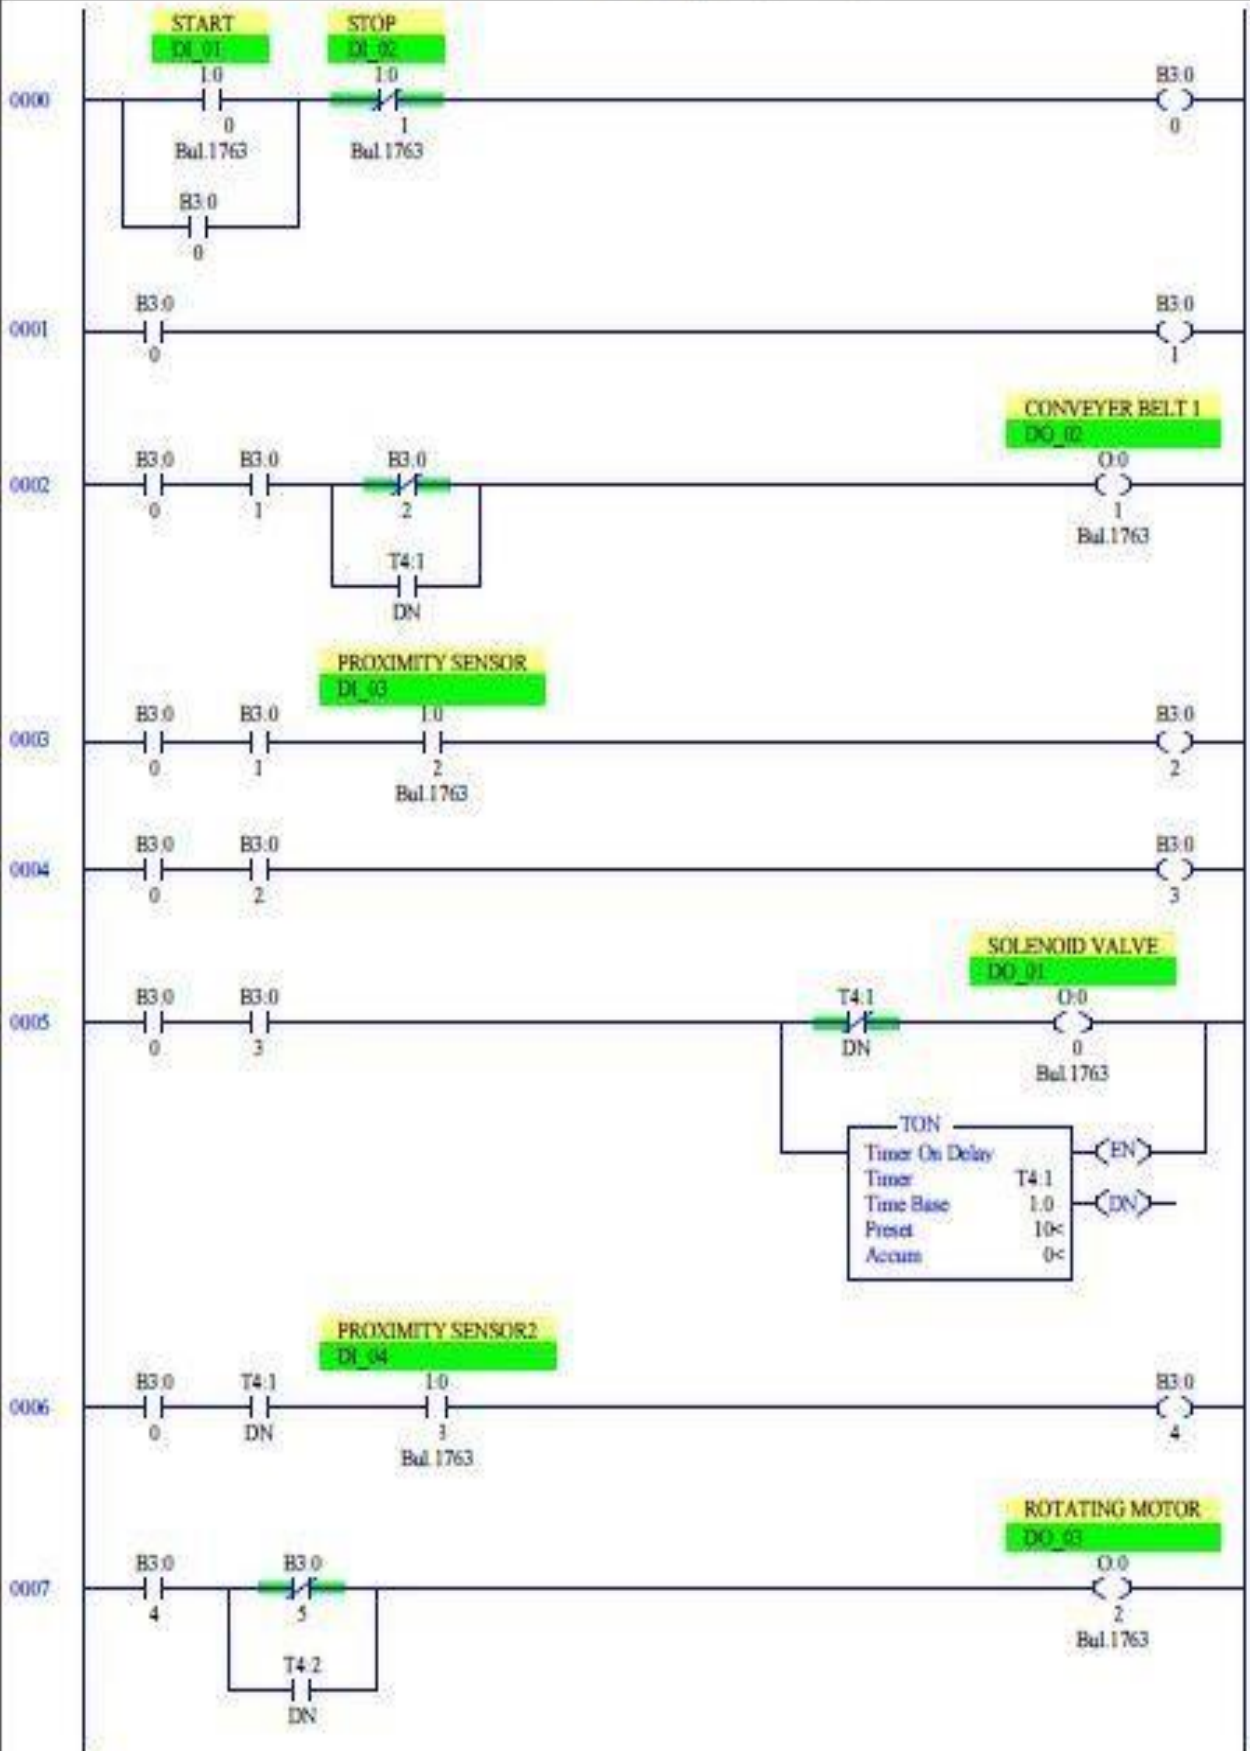 START
DI_01
I:0
0
Bul.1763
STOP
DI_02
I:0
1
Bul.1763
B3:0
0
0000
B3:0
0
0001
B3:0
0
B3:0
1
0002
B3:0
0
B3:0
1
B3:0
2
T4:1
DN
CONVEYER BELT 1
DO_02
O:0
1
Bul.1763
0003
B3:0
0
B3:0
1
PROXIMITY SENSOR
DI_03
I:0
2
Bul.1763
B3:0
2
0004
B3:0
0
B3:0
2
B3:0
3
0005
B3:0
0
B3:0
3
T4:1
DN
SOLENOID VALVE
DO_01
O:0
0
Bul.1763
TON
Timer On Delay
Timer T4:1
Time Base 1.0
Preset 10<
Accum 0<
EN
DN
0006
B3:0
0
T4:1
DN
PROXIMITY SENSOR2
DI_04
I:0
3
Bul.1763
B3:0
4
0007
B3:0
4
B3:0
5
T4:2
DN
ROTATING MOTOR
DO_03
O:0
2
Bul.1763